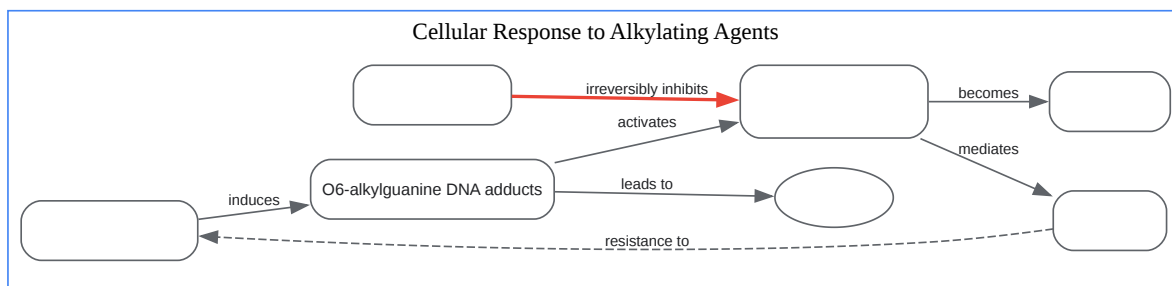 Cellular Response to Alkylating Agents
irreversibly inhibits
becomes
activates
mediates
O6-alkylguanine DNA adducts
leads to
induces
resistance to